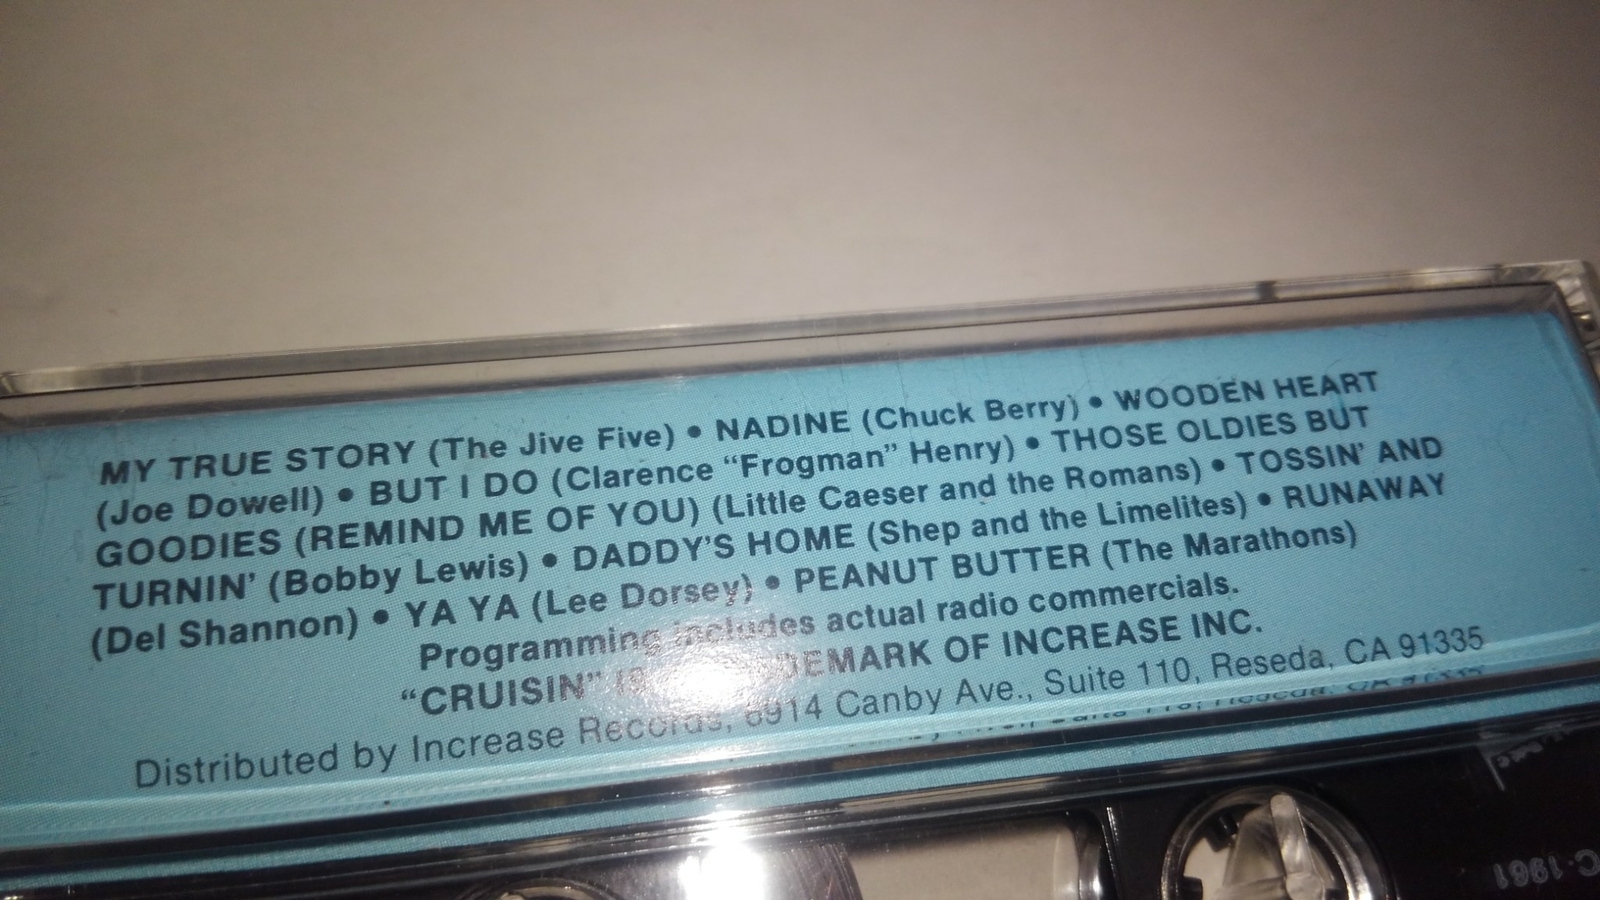 MY TRUE STORY (The Jive Five) • NADINE (Chuck Berry) • WOODEN HEART
(Joe Dowell) • BUT I DO (Clarence "Frogman" Henry) • THOSE OLDIES BUT
GOODIES (REMIND ME OF YOU) (Little Caeser and the Romans) • TOSSIN' AND
TURNIN' (Bobby Lewis) • DADDY'S HOME (Shep and the Limelites) • RUNAWAY
(Del Shannon) • YA YA (Lee Dorsey) • PEANUT BUTTER (The Marathons)
Programming includes actual radio commercials.
"CRUISIN" IS TRADEMARK OF INCREASE INC.
Distributed by Increase Records, 6914 Canby Ave., Suite 110, Reseda, CA 91335
C-1961